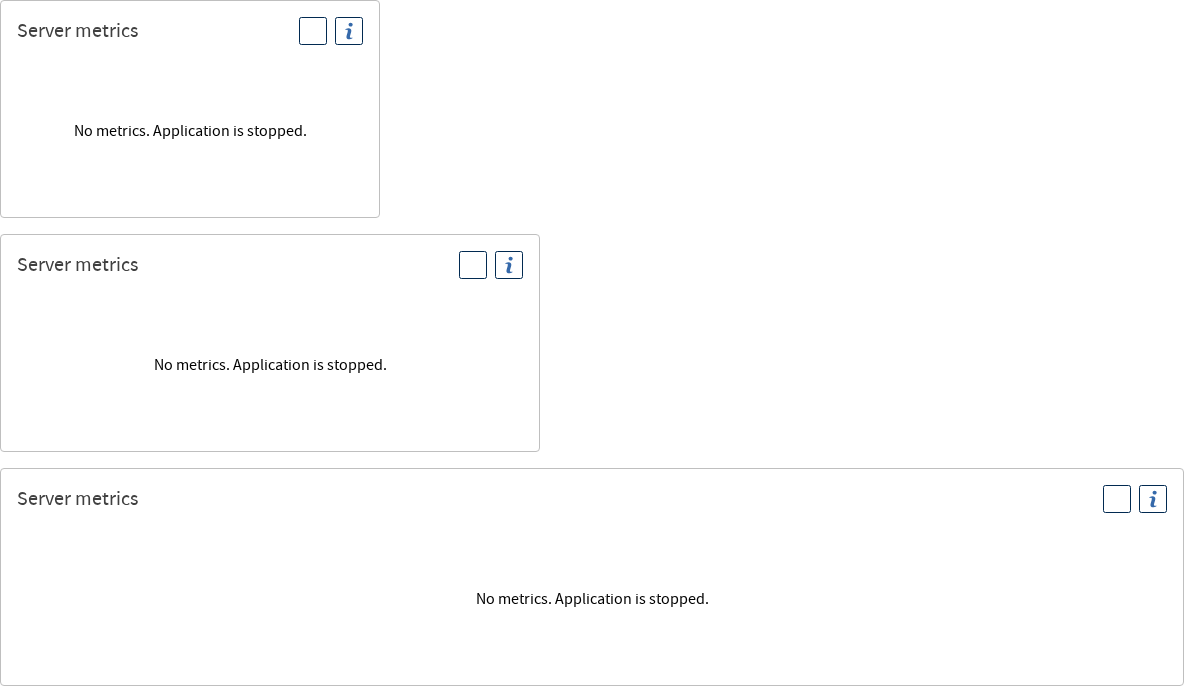 Server metrics
i
No metrics. Application is stopped.
Server metrics
i
No metrics. Application is stopped.
Server metrics
i
No metrics. Application is stopped.